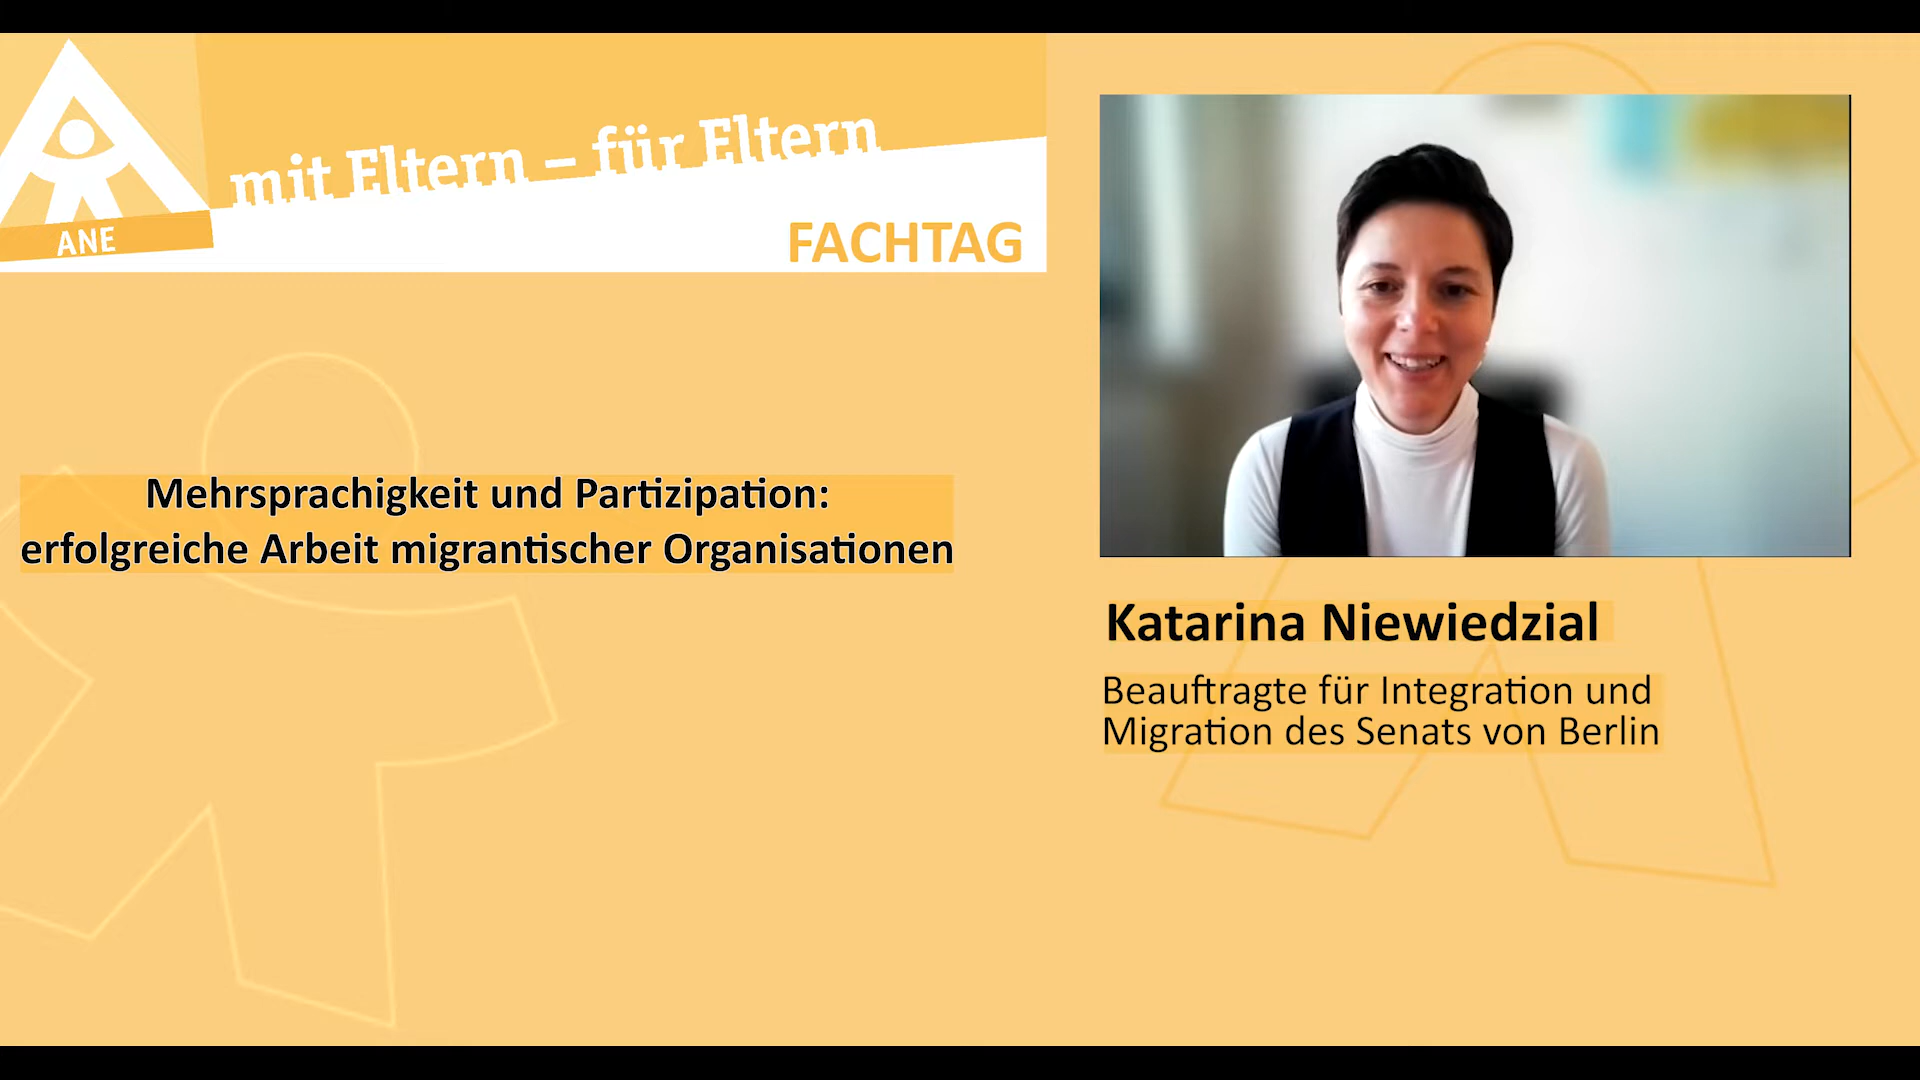 mit Eltern – für Eltern
ANE
FACHTAG
Mehrsprachigkeit und Partizipation:
erfolgreiche Arbeit migrantischer Organisationen
Katarina Niewiedzial
Beauftragte für Integration und
Migration des Senats von Berlin